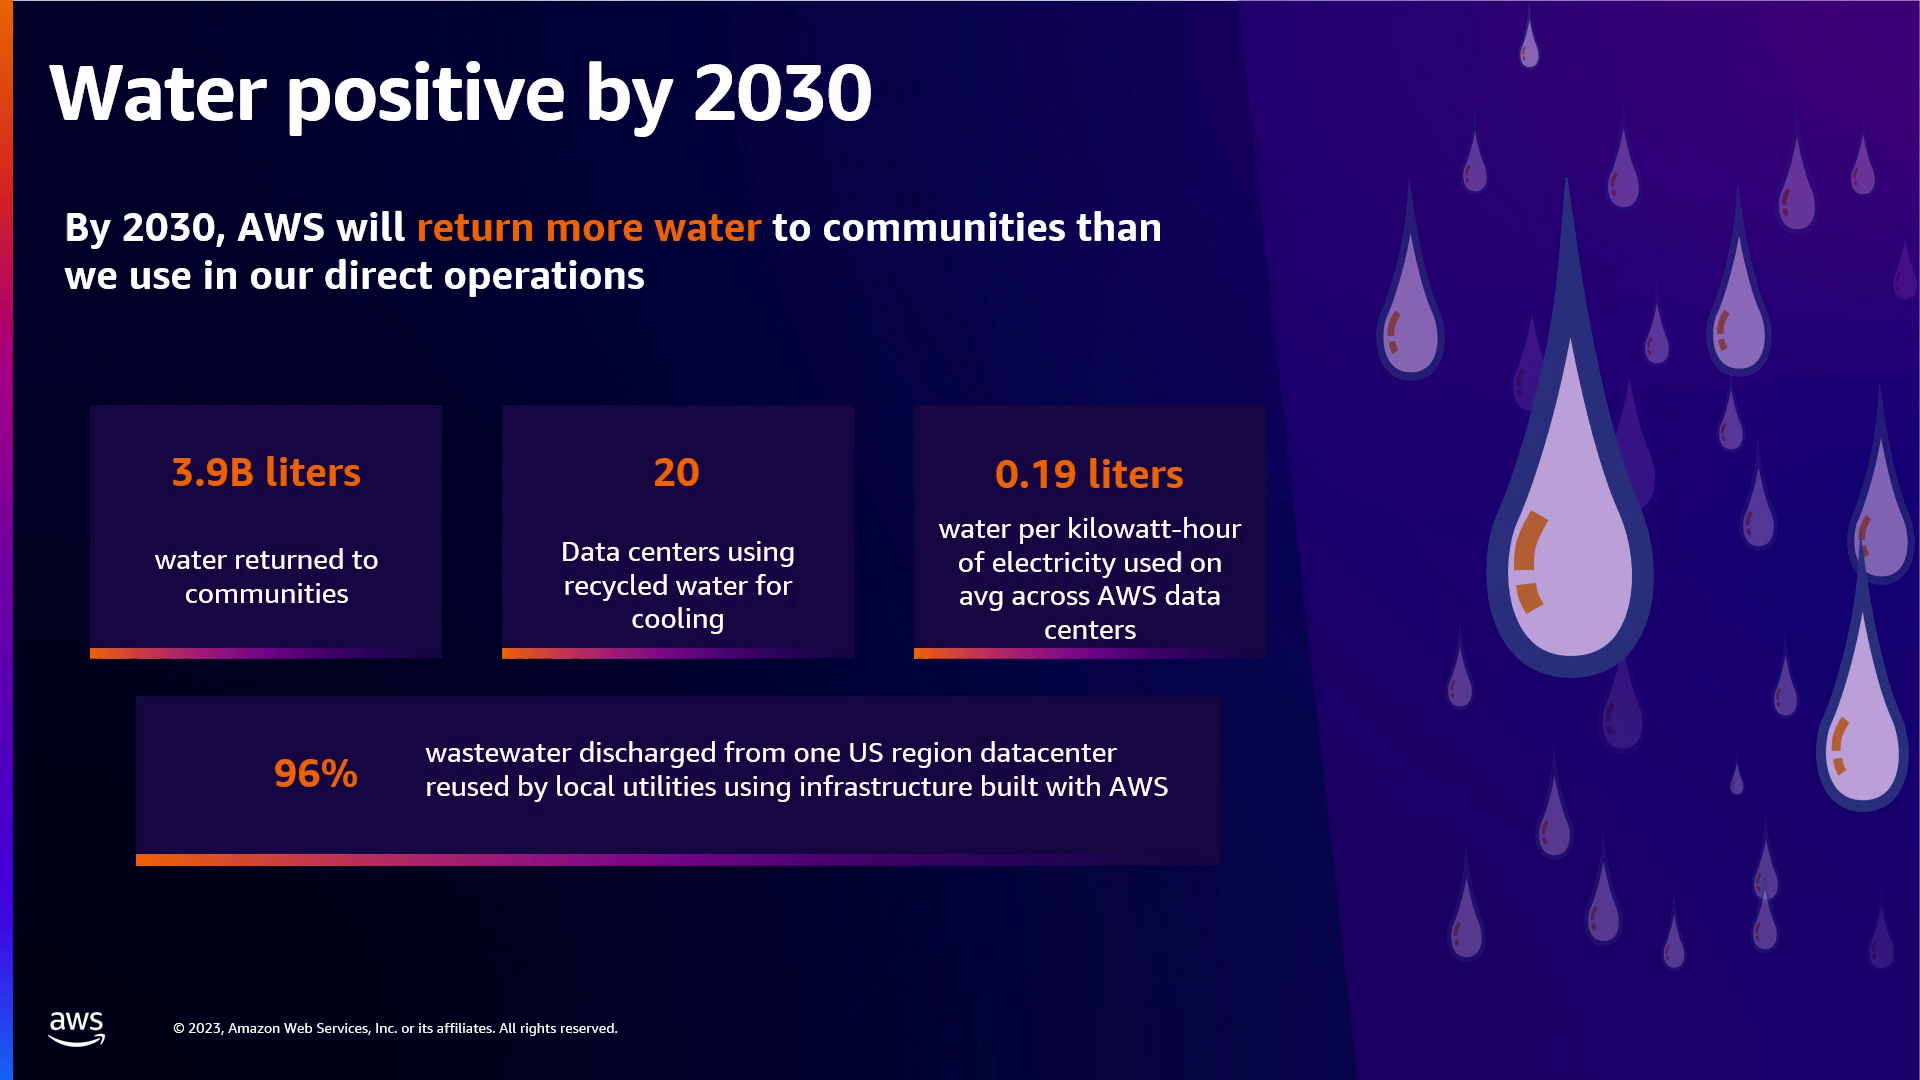 Water positive by 2030
By 2030, AWS will return more water to communities than
we use in our direct operations
3.9B liters
water returned to
communities
20
Data centers using
recycled water for
cooling
0.19 liters
water per kilowatt-hour
of electricity used on
avg across AWS data
centers
96%
wastewater discharged from one US region datacenter
reused by local utilities using infrastructure built with AWS
aws
© 2023, Amazon Web Services, Inc. or its affiliates. All rights reserved.